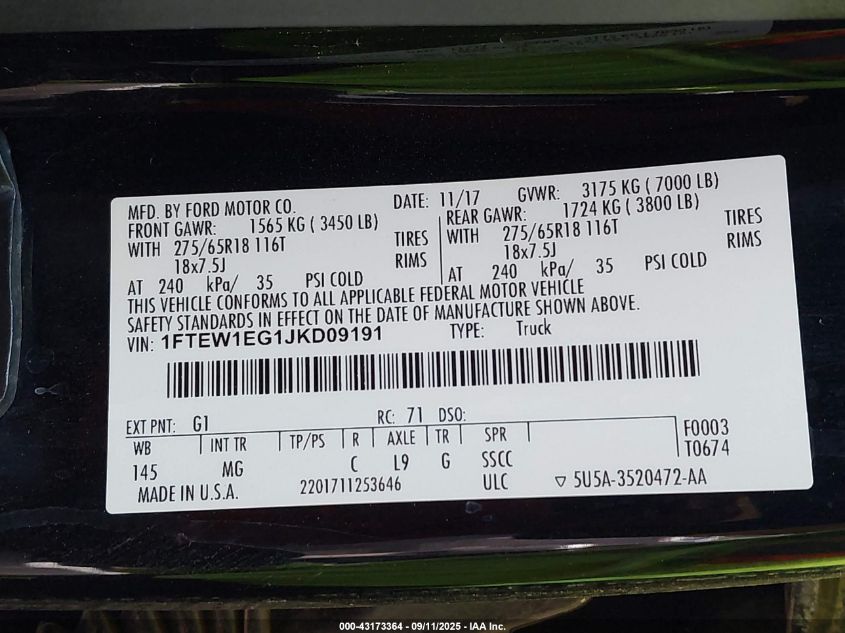 MFD. BY FORD MOTOR CO. DATE: 11/17 GVWR: 3175 KG ( 7000 LB)
FRONT GAWR: 1565 KG ( 3450 LB) REAR GAWR: 1724 KG ( 3800 LB)
WITH 275/65R18 116T TIRES WITH 275/65R18 116T TIRES
18x7.5J RIMS 18x7.5J RIMS
AT 240 kPa/ 35 PSI COLD AT 240 kPa/ 35 PSI COLD
THIS VEHICLE CONFORMS TO ALL APPLICABLE FEDERAL MOTOR VEHICLE
SAFETY STANDARDS IN EFFECT ON THE DATE OF MANUFACTURE SHOWN ABOVE.
VIN: 1FTEW1EG1JKD09191 TYPE: Truck
EXT PNT: G1 RC: 71 DSO: F0003
WB INT TR TP/PS R AXLE TR SPR T0674
145 MG C L9 G SSCC
MADE IN U.S.A. 2201711253646 ULC ▽ 5U5A-3520472-AA
000-43173364 - 09/11/2025 - IAA Inc.